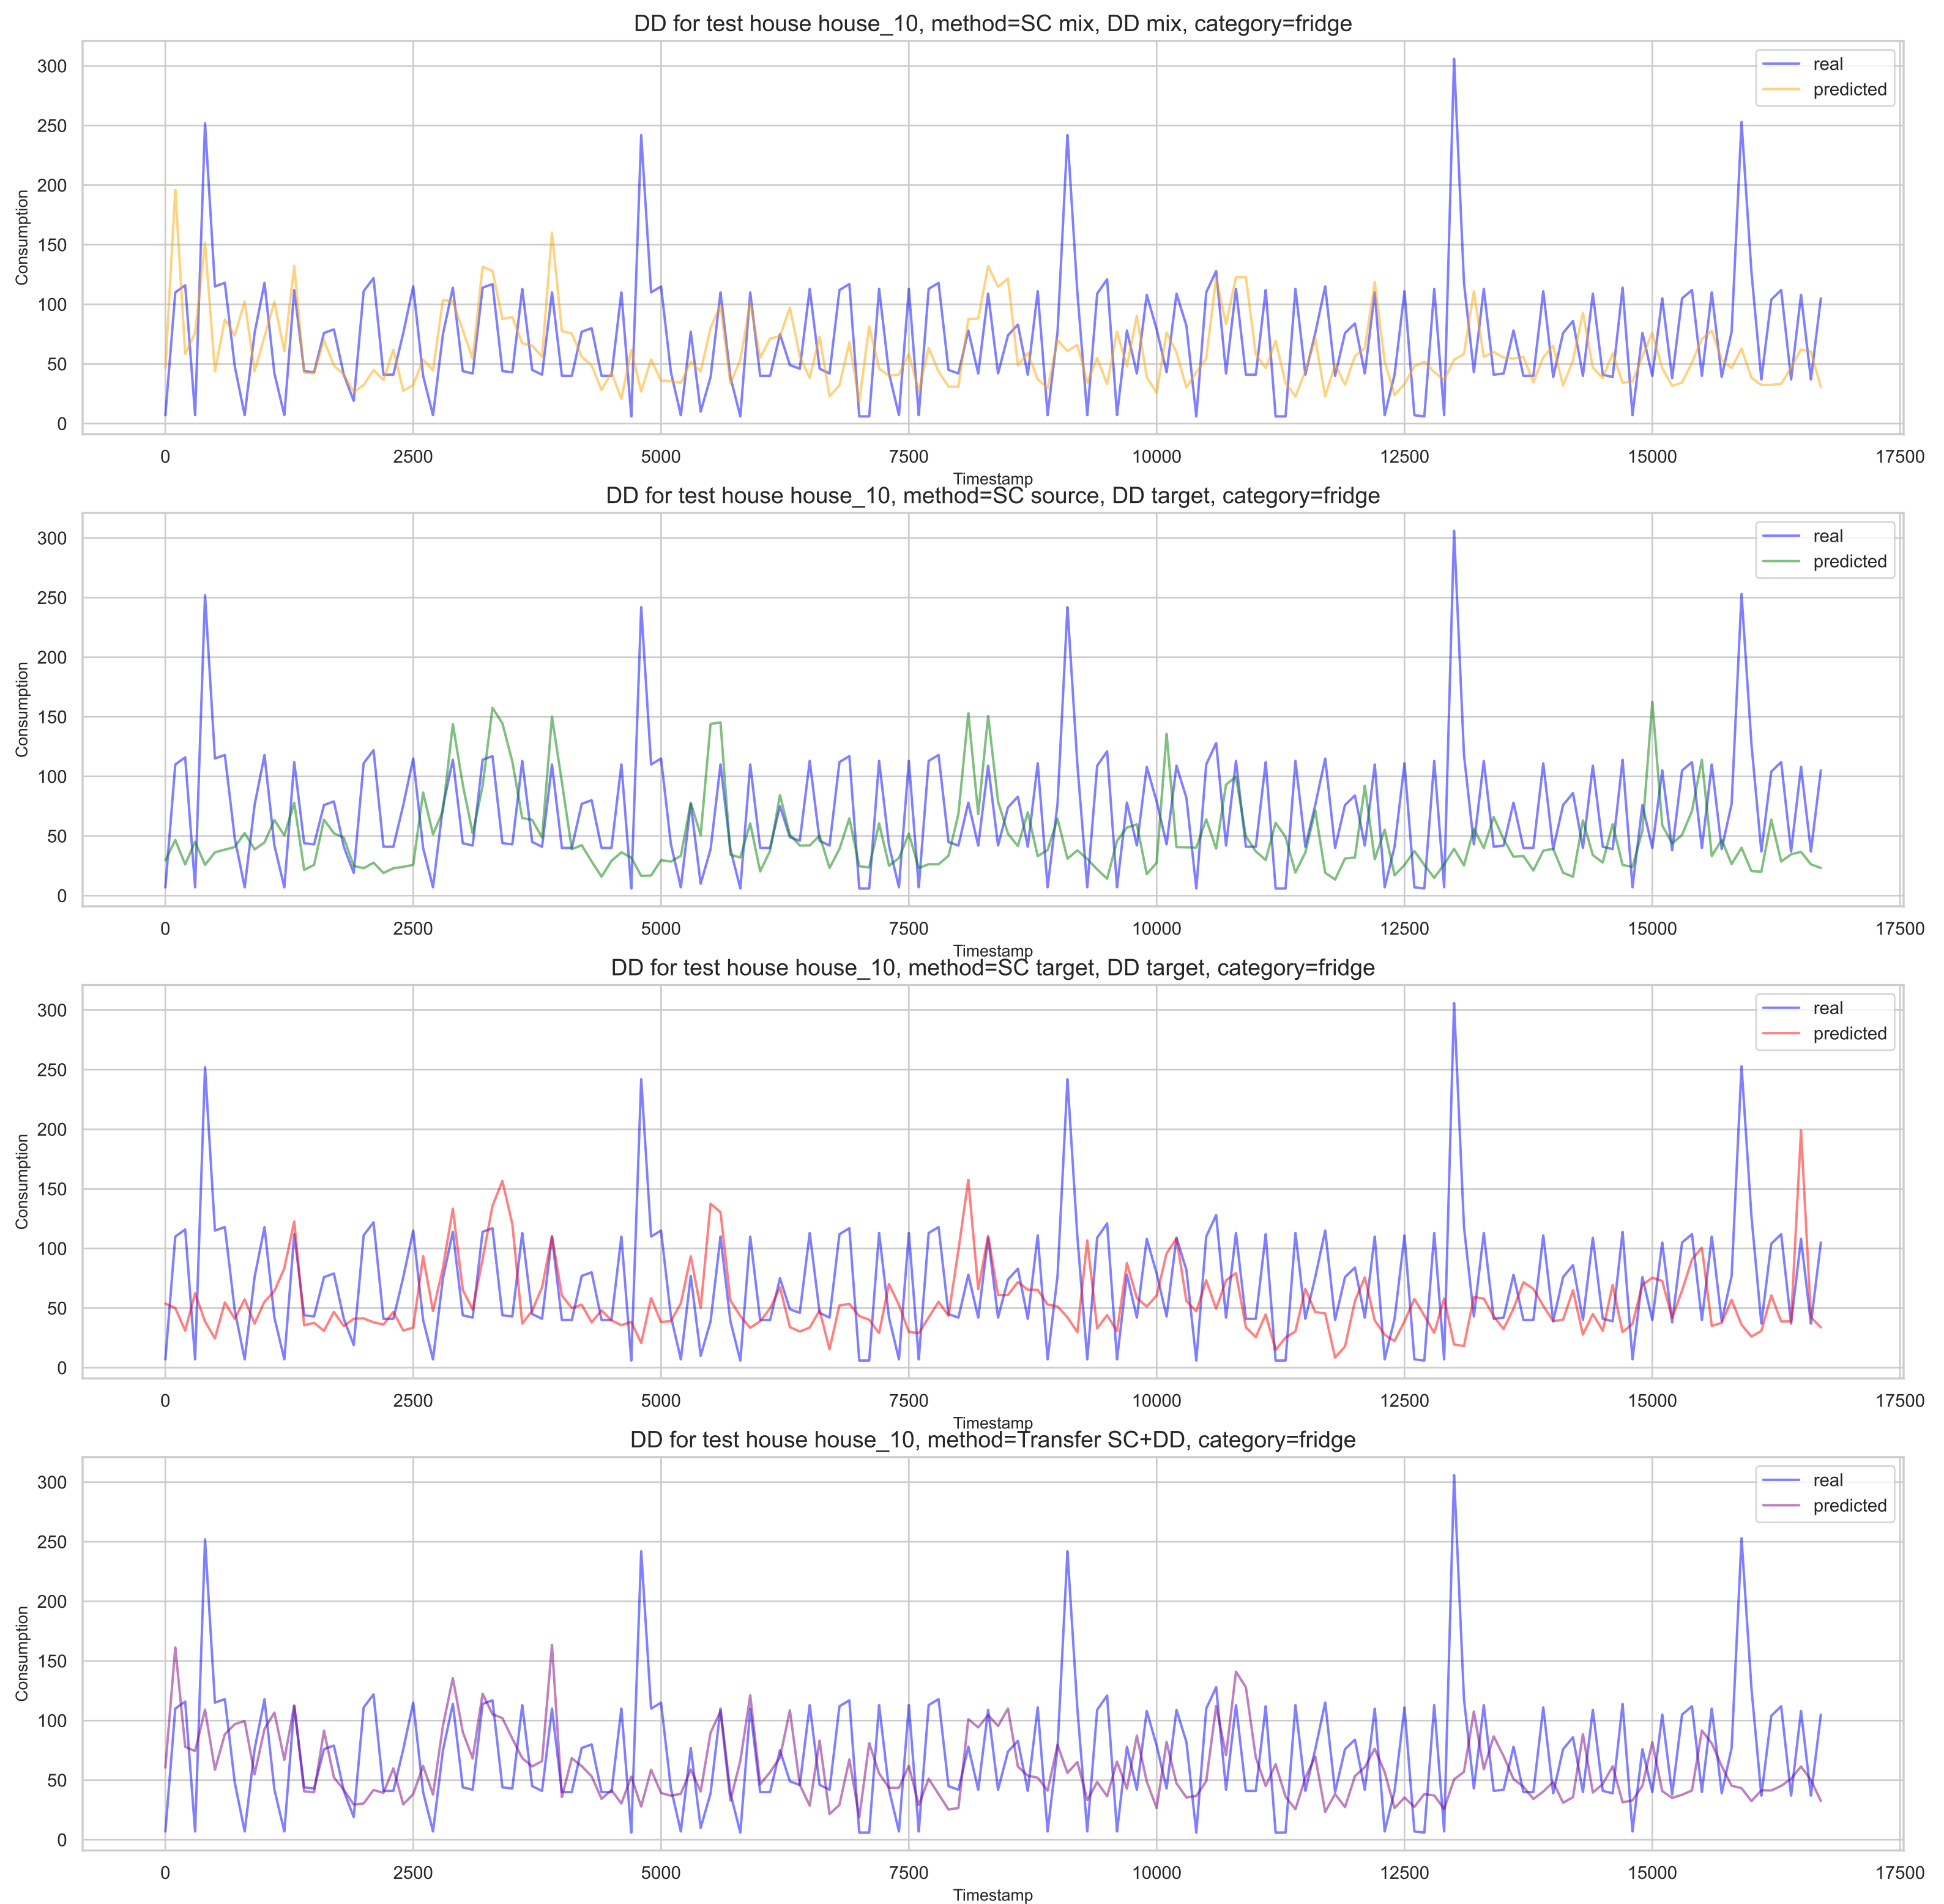 DD for test house house_10, method=SC mix, DD mix, category=fridge
300
250
200
150
100
50
0
Consumption
real
predicted
0 2500 5000 7500 10000 12500 15000 17500
Timestamp
DD for test house house_10, method=SC source, DD target, category=fridge
300
250
200
150
100
50
0
Consumption
real
predicted
0 2500 5000 7500 10000 12500 15000 17500
Timestamp
DD for test house house_10, method=SC target, DD target, category=fridge
300
250
200
150
100
50
0
Consumption
real
predicted
0 2500 5000 7500 10000 12500 15000 17500
Timestamp
DD for test house house_10, method=Transfer SC+DD, category=fridge
300
250
200
150
100
50
0
Consumption
real
predicted
0 2500 5000 7500 10000 12500 15000 17500
Timestamp